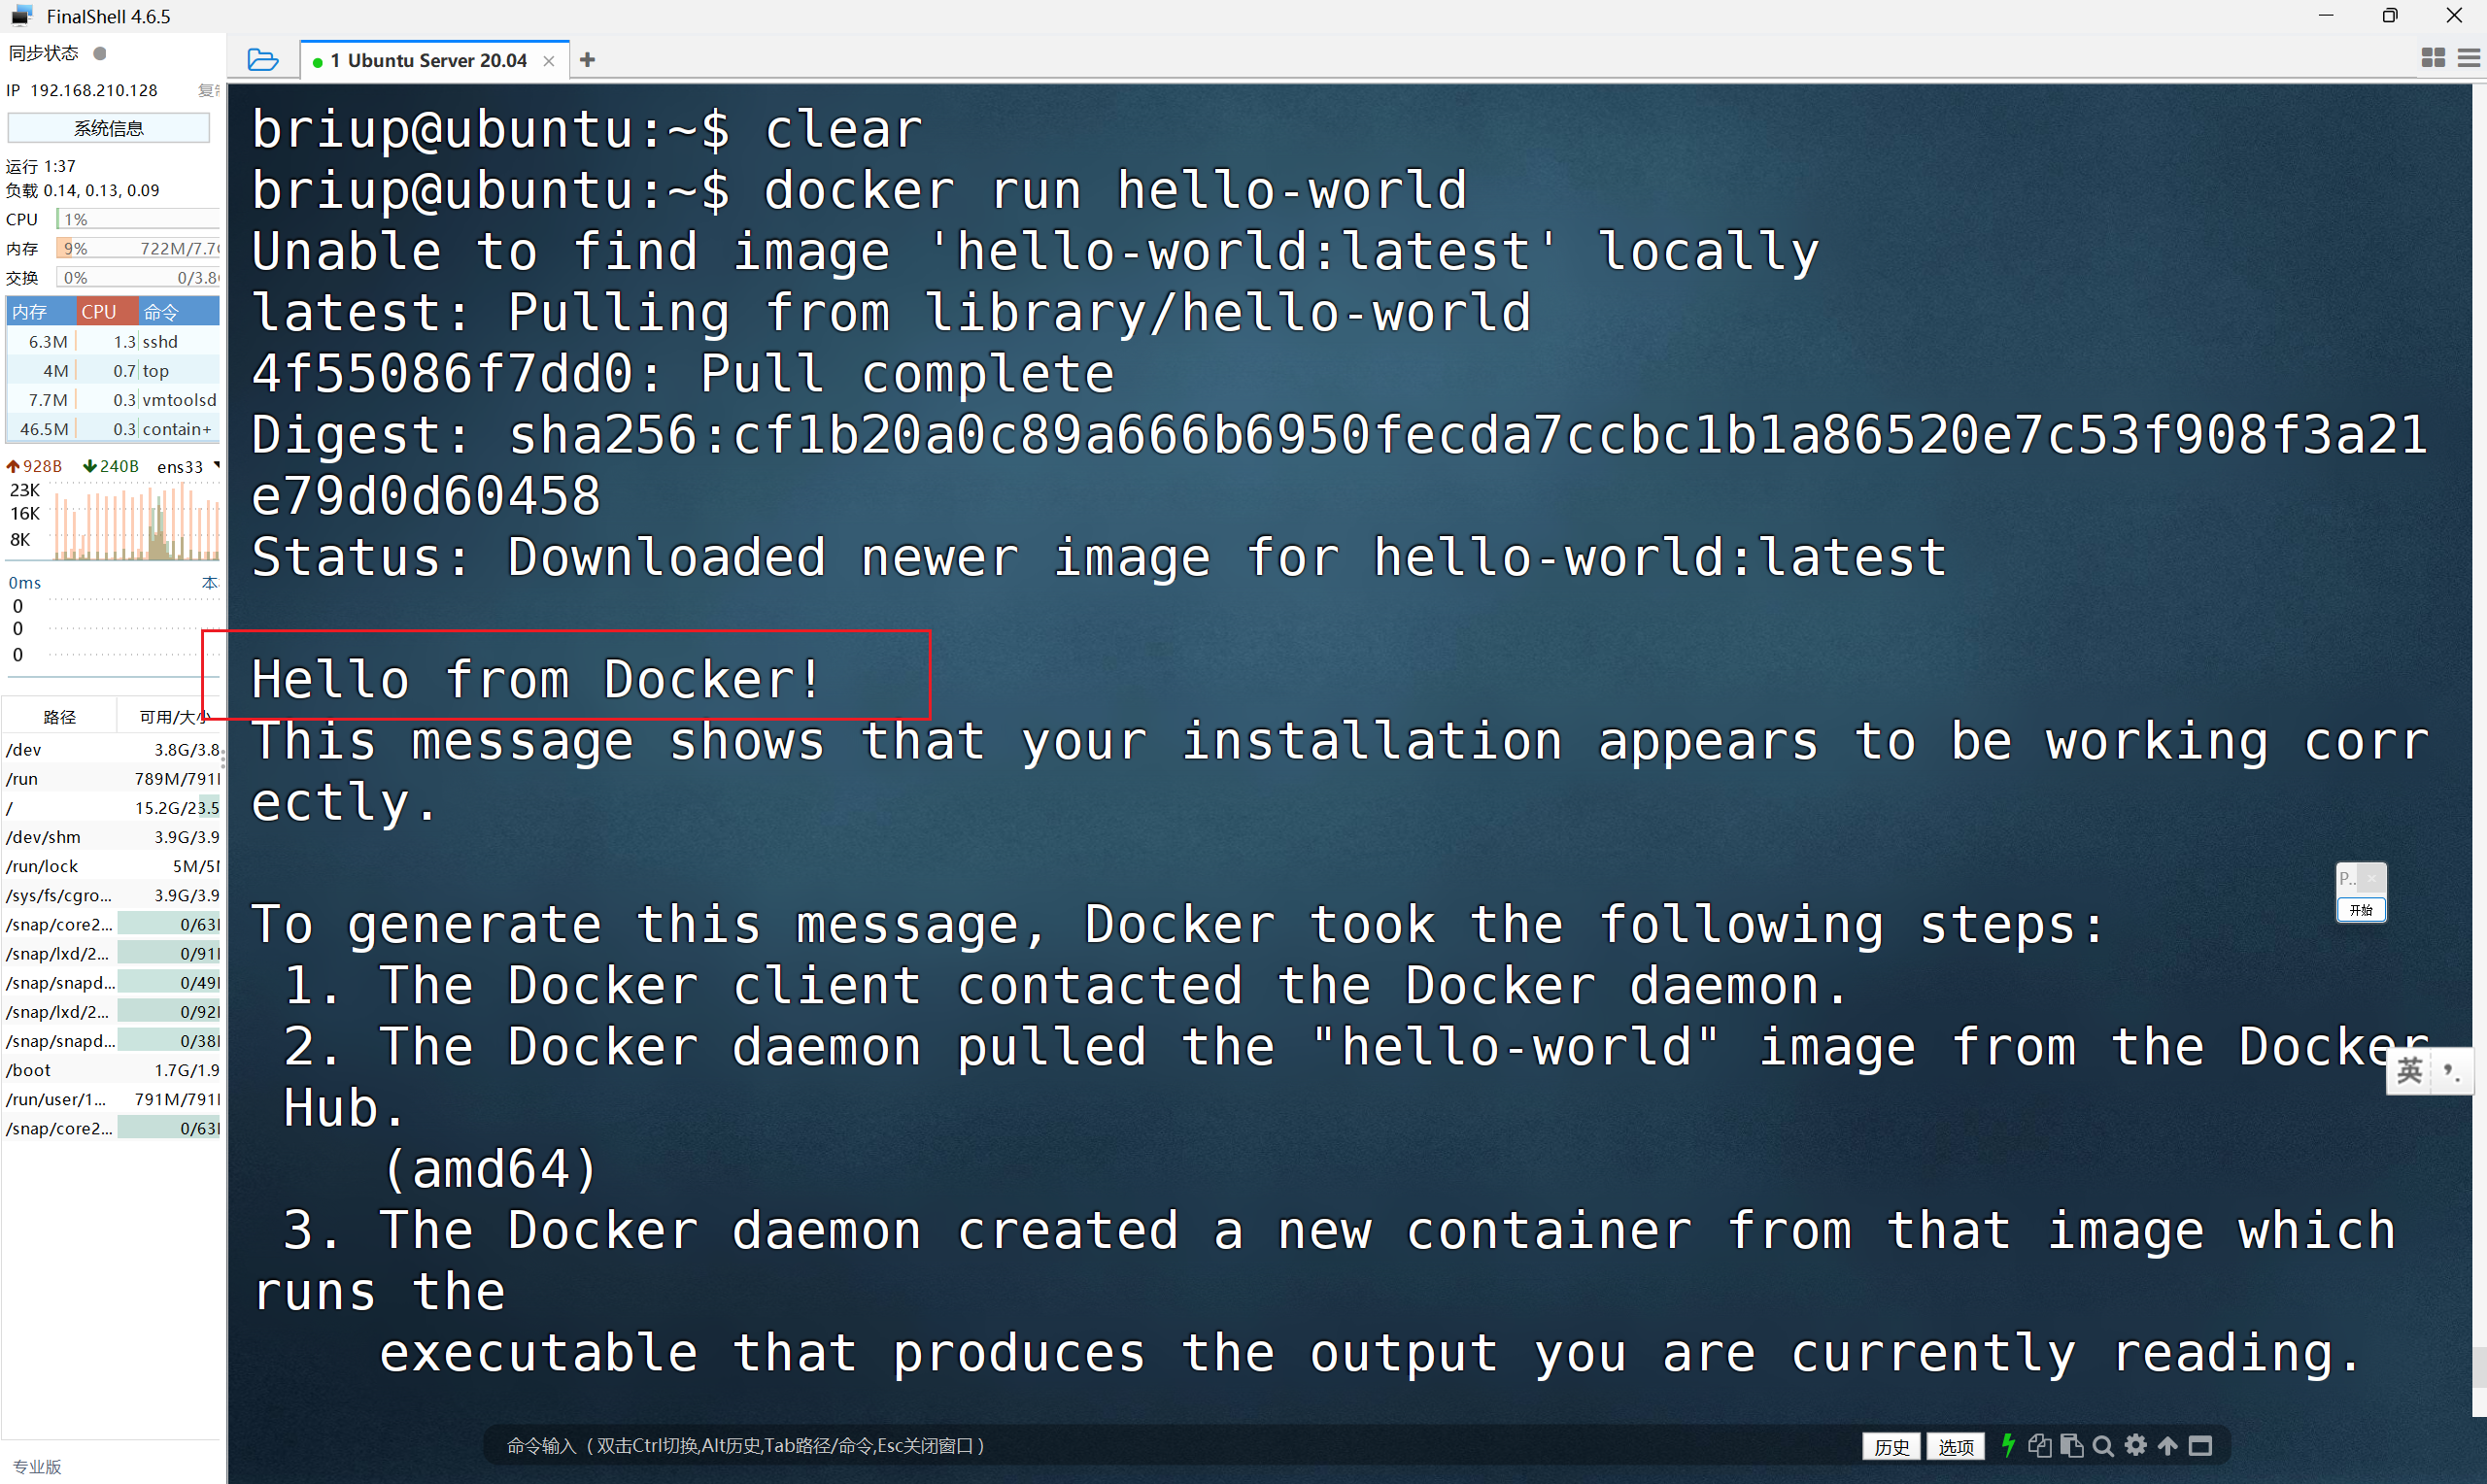 FinalShell 4.6.5
同步状态
IP 192.168.210.128
系统信息
运行 1:37
负载 0.14, 0.13, 0.09
CPU 1%
内存 9% 722M/7.7
交换 0% 0/3.8
内存 CPU 命令
6.3M 1.3 sshd
4M 0.7 top
7.7M 0.3 vmtoolsd
46.5M 0.3 contain+
928B 240B ens33
23K
16K
8K
0ms 本
0
0
0
路径 可用/大小
/dev 3.8G/3.8
/run 789M/791
/ 15.2G/23.5
/dev/shm 3.9G/3.9
/run/lock 5M/5
/sys/fs/cgro... 3.9G/3.9
/snap/core2... 0/63
/snap/lxd/2... 0/91
/snap/snapd... 0/49
/snap/lxd/2... 0/92
/snap/snapd... 0/38
/boot 1.7G/1.9
/run/user/1... 791M/791
/snap/core2... 0/63
专业版
1 Ubuntu Server 20.04
briup@ubuntu:~$ clear
briup@ubuntu:~$ docker run hello-world
Unable to find image 'hello-world:latest' locally
latest: Pulling from library/hello-world
4f55086f7dd0: Pull complete
Digest: sha256:cf1b20a0c89a666b6950fecda7ccbc1b1a86520e7c53f908f3a21
e79d0d60458
Status: Downloaded newer image for hello-world:latest
Hello from Docker!
This message shows that your installation appears to be working corr
ectly.
To generate this message, Docker took the following steps:
1. The Docker client contacted the Docker daemon.
2. The Docker daemon pulled the "hello-world" image from the Docker
Hub.
(amd64)
3. The Docker daemon created a new container from that image which
runs the
executable that produces the output you are currently reading.
P..
开始
英 ，.
命令输入 ( 双击Ctrl切换,Alt历史,Tab路径/命令,Esc关闭窗口 )
历史 选项